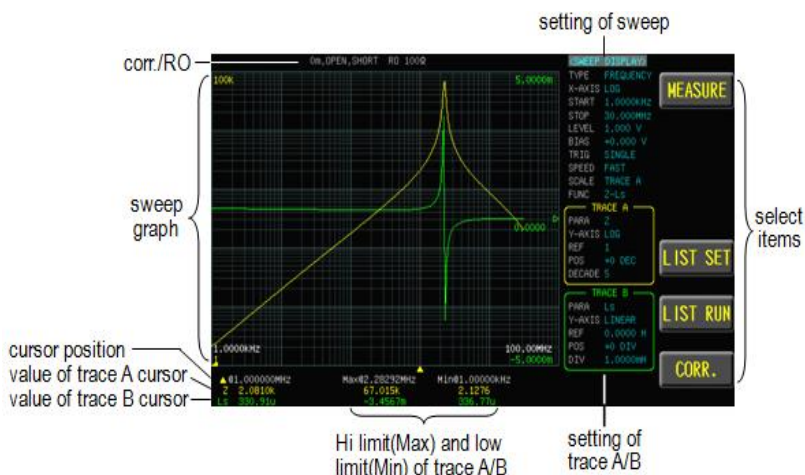 setting of sweep
corr./RO
0m,OPEN,SHORT RO 100Ω
<SWEEP DISPLAY>
100k
5.0000m
TYPE FREQUENCY
X-AXIS LOG
START 1.0000KHz
STOP 30.000MHz
LEVEL 1.000 V
BIAS +0.000 V
TRIG SINGLE
SPEED FAST
SCALE TRACE A
FUNC Z-Ls
MEASURE
sweep
graph
select
items
TRACE A
PARA Z
Y-AXIS LOG
REF 1
POS +0 DEC
DECADE 5
0.0000
LIST SET
TRACE B
PARA Ls
Y-AXIS LINEAR
REF 0.0000 H
POS +0 DIV
DIV 1.0000mH
LIST RUN
1.0000KHz
100.00MHz
1
-5.0000m
CORR.
cursor position
value of trace A cursor
value of trace B cursor
▲@1.000000MHz Max@2.28292MHz Min@1.00000kHz
Z 2.0810k 67.015k 2.1276
Ls 330.91u -3.4567m 336.77u
Hi limit(Max) and low
limit(Min) of trace A/B
setting of
trace A/B